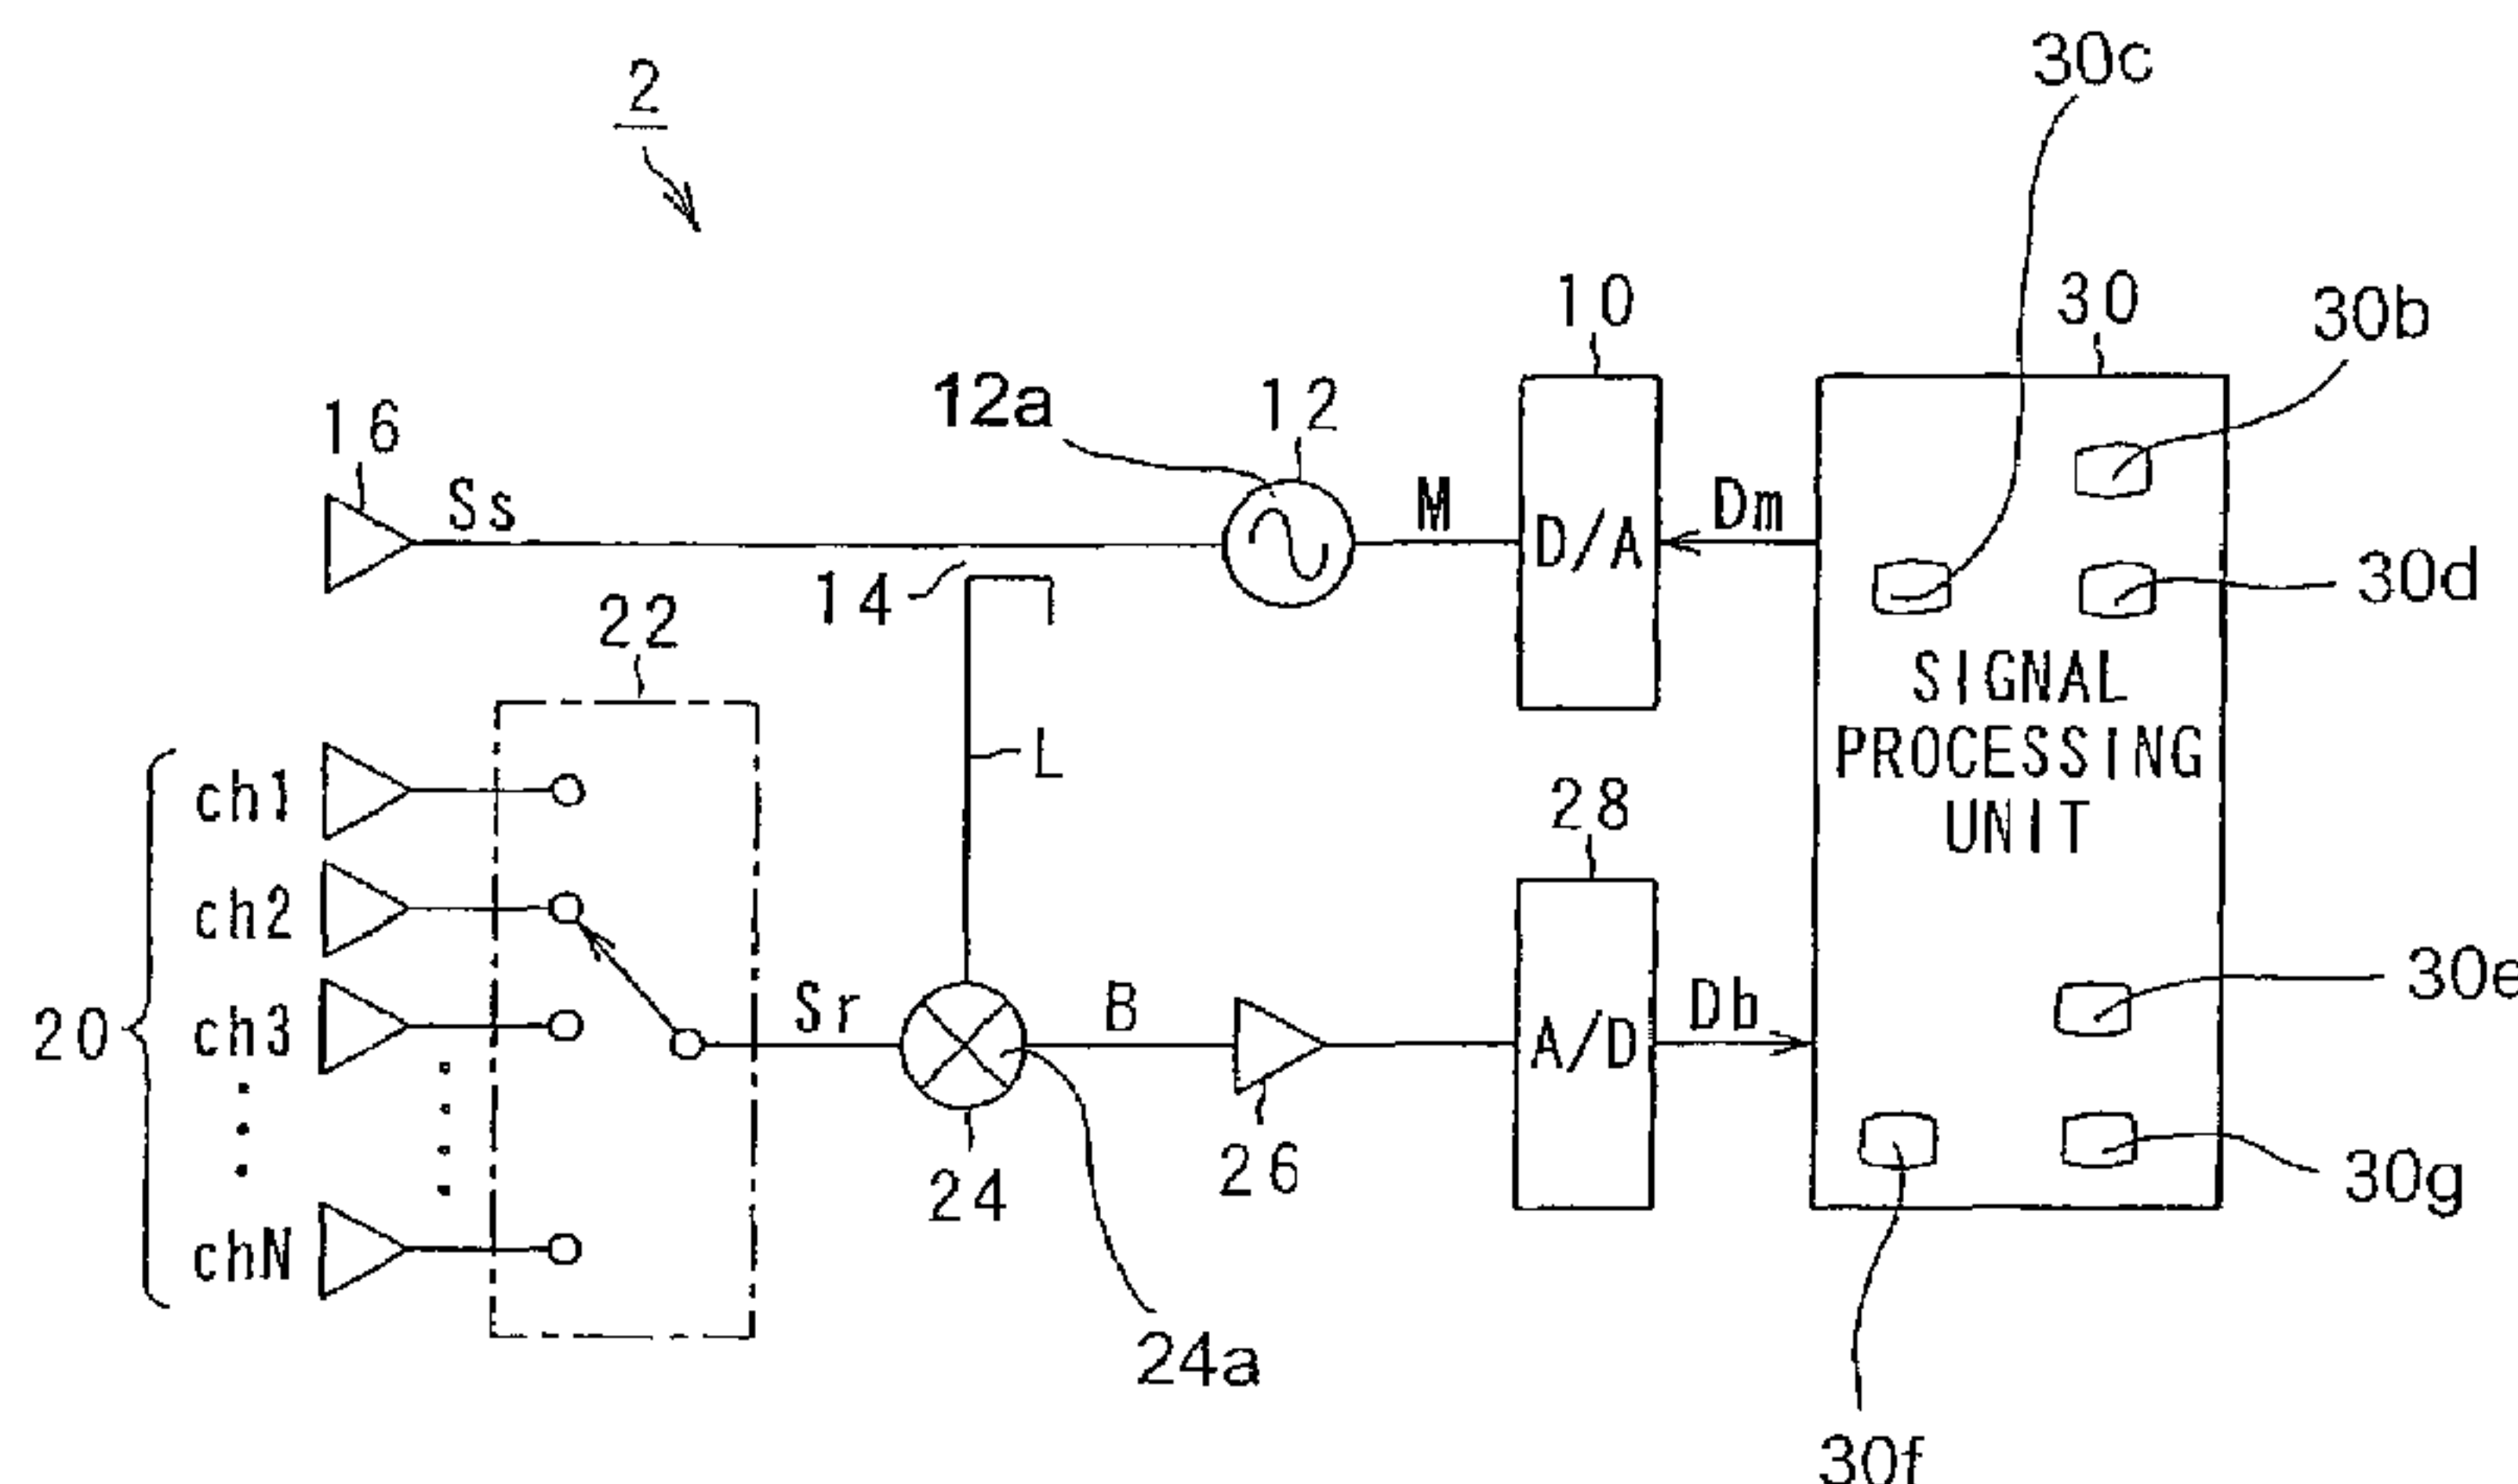 2
30c
10
30
30b
12a
12
16
Ss
M
D/A
Dm
14
30d
22
SIGNAL
PROCESSING
UNIT
L
ch1
28
ch2
20
ch3
Sr
B
A/D
Db
30e
24
26
30g
chN
24a
30f